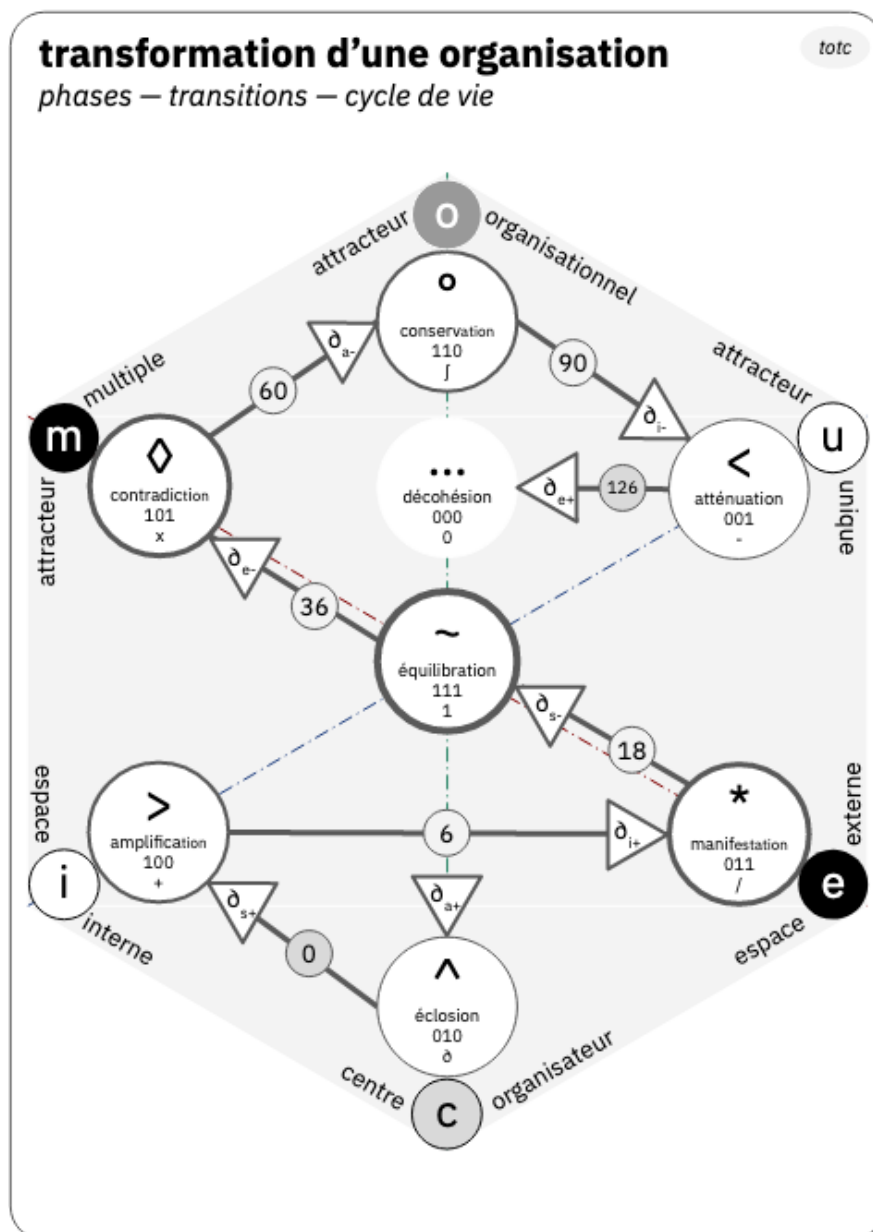 transformation d’une organisation
totc
phases — transitions — cycle de vie
o
attracteur
organisationnel
o
conservation
110
∫
∂a-
60
90
∂i-
attracteur
multiple
m
attracteur
u
unique
◊
contradiction
101
x
...
décohésion
000
0
∂e+
126
<
atténuation
001
-
∂e-
36
~
équilibration
111
1
∂s-
18
espace
i
interne
>
amplification
100
+
6
∂i+
*
manifestation
011
/
externe
e
espace
∂s+
0
∂a+
^
éclosion
010
∂
centre
c
organisateur